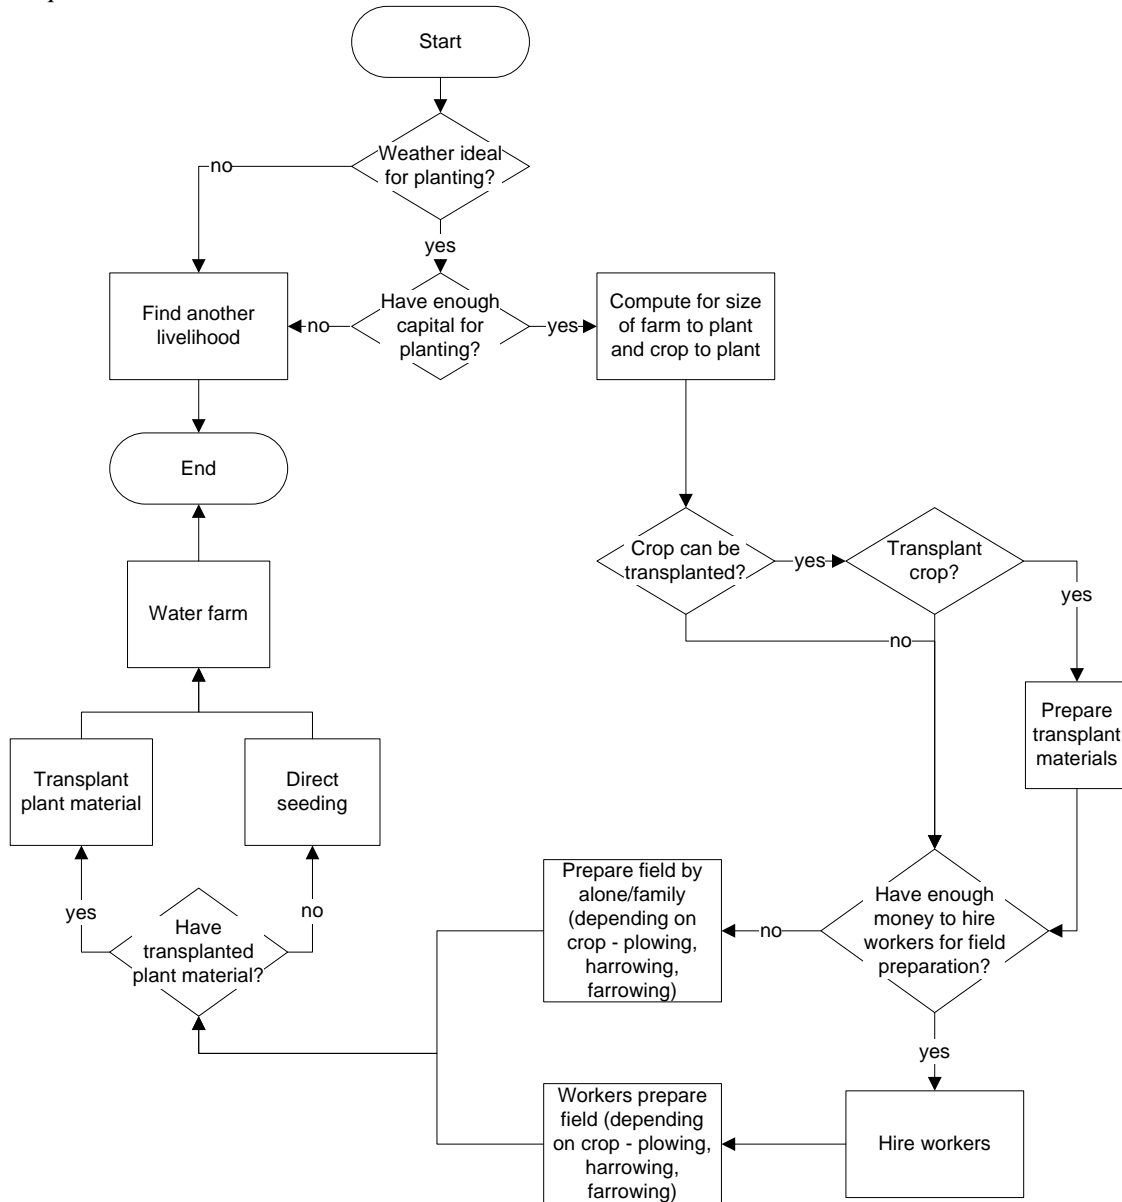 Start
Weather ideal
for planting?
no
yes
Have enough
capital for
planting?
no
yes
Find another
livelihood
Compute for size
of farm to plant
and crop to plant
End
Crop can be
transplanted?
yes
Transplant
crop?
yes
no
Water farm
Prepare
transplant
materials
Transplant
plant material
Direct
seeding
yes
no
Have
transplanted
plant material?
Prepare field by
alone/family
(depending on
crop - plowing,
harrowing,
farrowing)
no
Have enough
money to hire
workers for field
preparation?
yes
Workers prepare
field (depending
on crop - plowing,
harrowing,
farrowing)
Hire workers